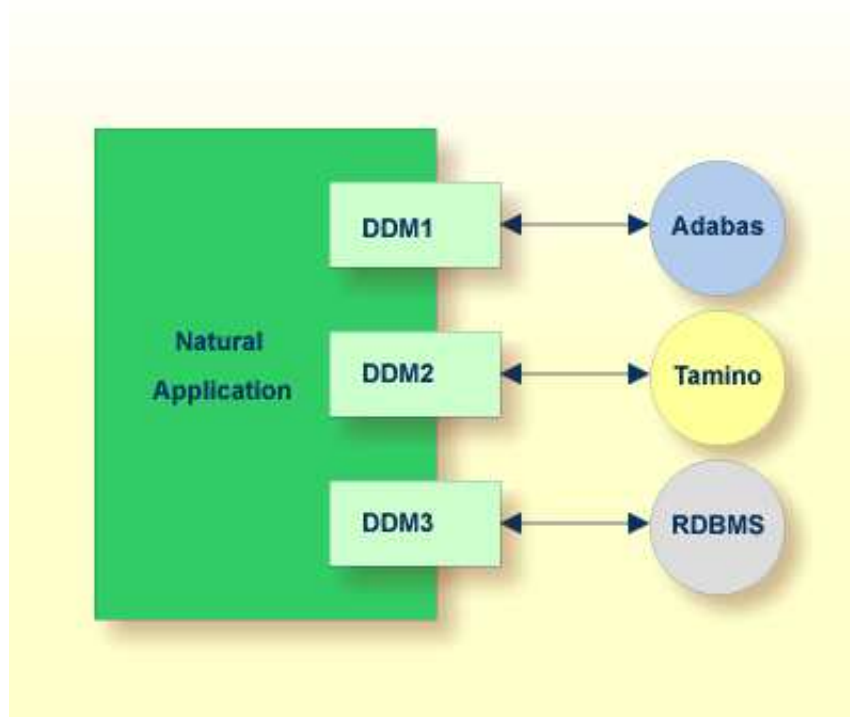 DDM1
Adabas
Natural
Application
DDM2
Tamino
DDM3
RDBMS